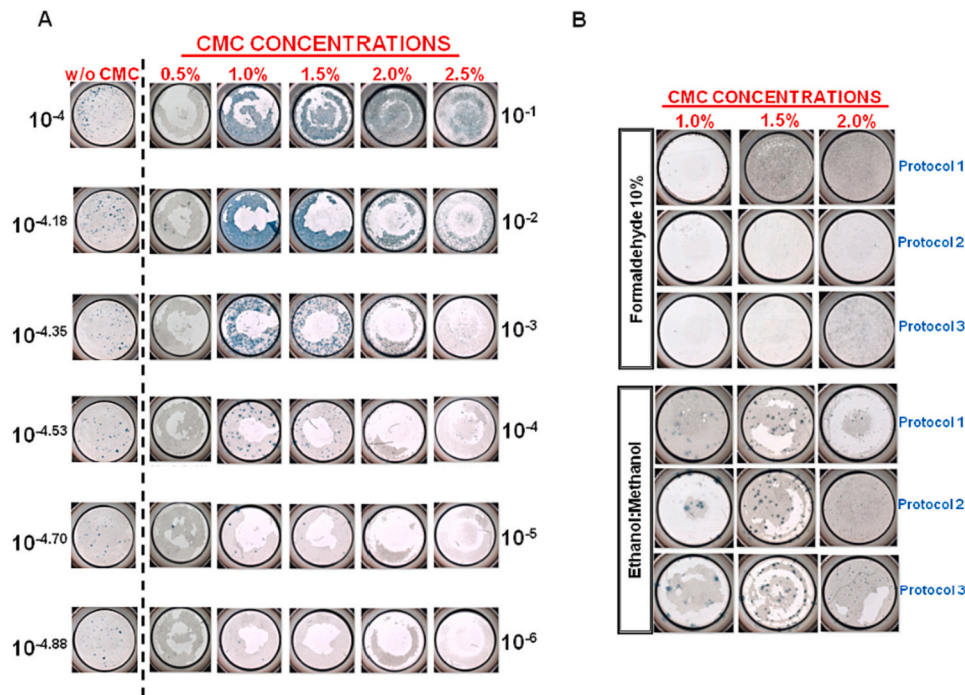 A
CMC CONCENTRATIONS
w/o CMC 0.5% 1.0% 1.5% 2.0% 2.5%
10-4 10-1
10-4.18 10-2
10-4.35 10-3
10-4.53 10-4
10-4.70 10-5
10-4.88 10-6
B
CMC CONCENTRATIONS
1.0% 1.5% 2.0%
Formaldehyde 10%
Protocol 1
Protocol 2
Protocol 3
Ethanol:Methanol
Protocol 1
Protocol 2
Protocol 3